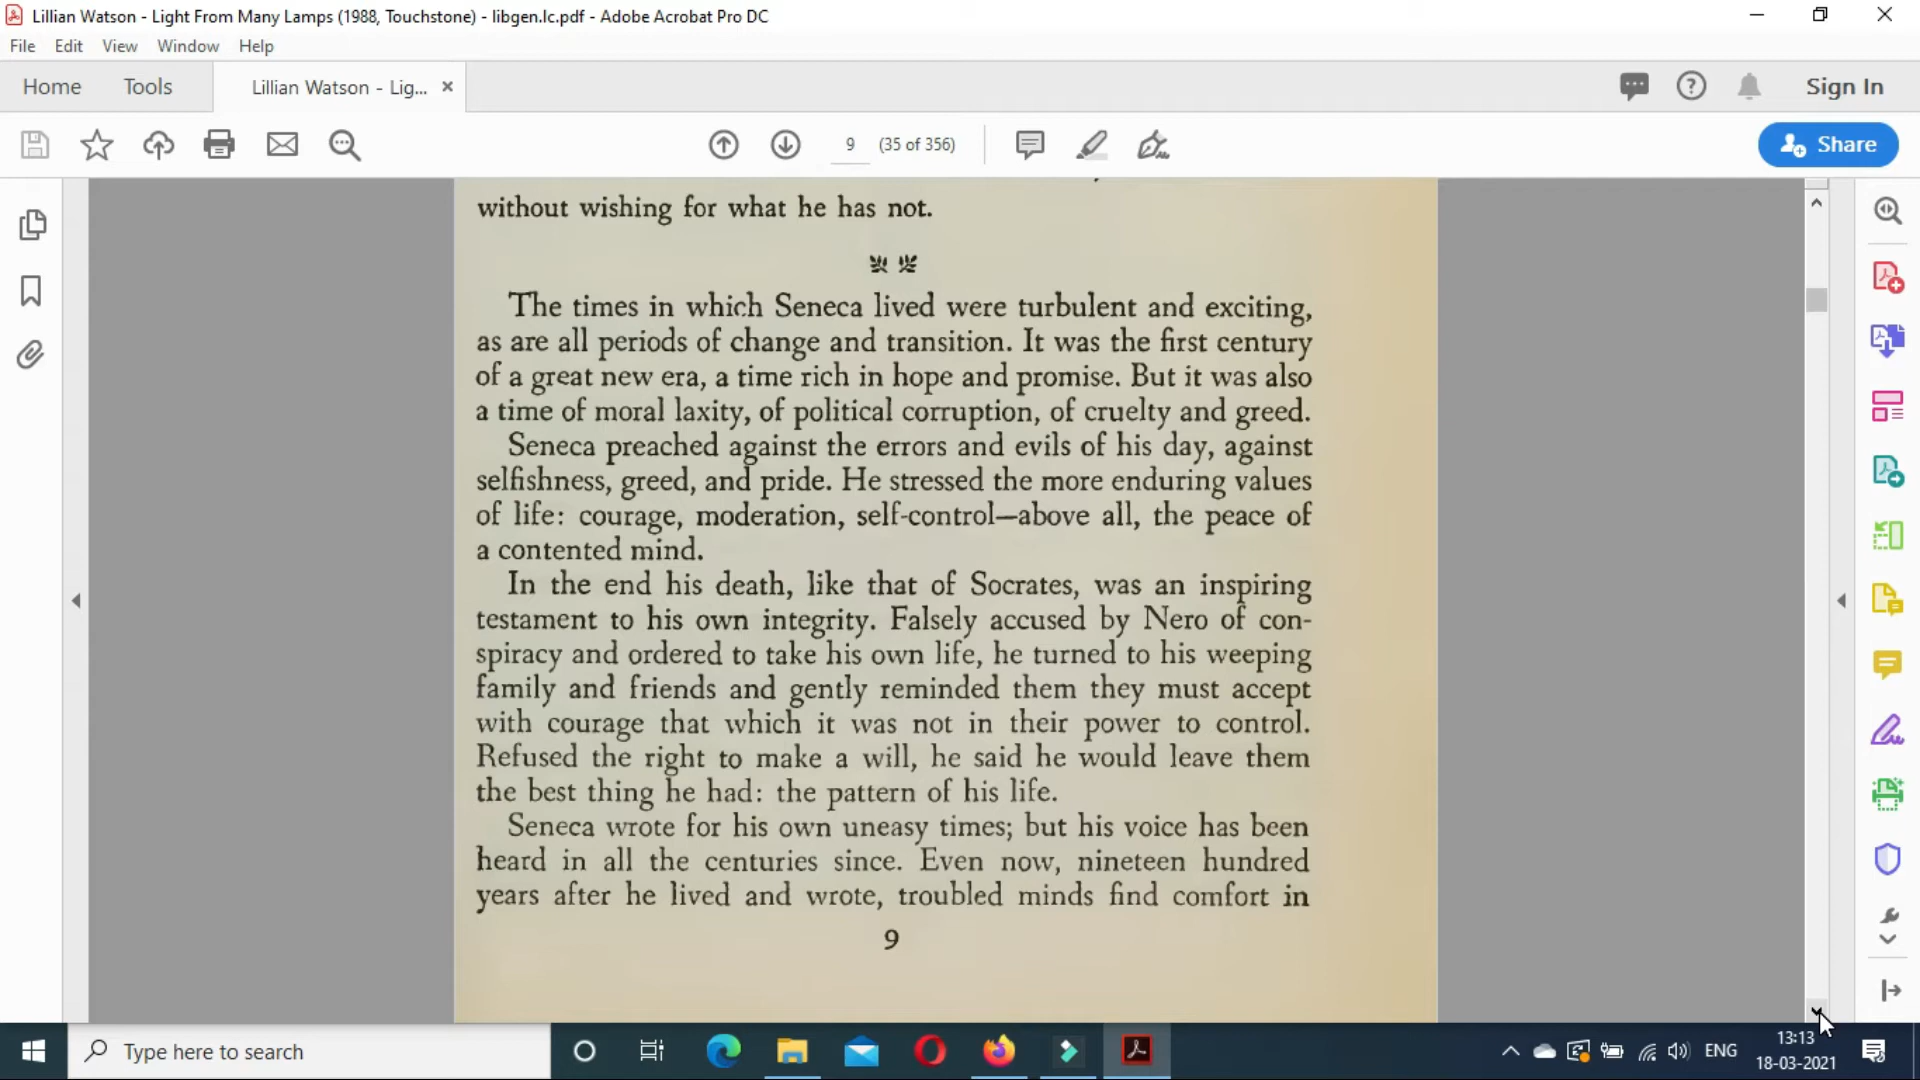 Lillian Watson - Light From Many Lamps (1988, Touchstone) - libgen.lc.pdf - Adobe Acrobat Pro DC
File Edit View Window Help
Home Tools Lillian Watson - Lig... × Sign In
9 (35 of 356) Share
without wishing for what he has not.
The times in which Seneca lived were turbulent and exciting,
as are all periods of change and transition. It was the first century
of a great new era, a time rich in hope and promise. But it was also
a time of moral laxity, of political corruption, of cruelty and greed.
Seneca preached against the errors and evils of his day, against
selfishness, greed, and pride. He stressed the more enduring values
of life: courage, moderation, self-control—above all, the peace of
a contented mind.
In the end his death, like that of Socrates, was an inspiring
testament to his own integrity. Falsely accused by Nero of con-
spiracy and ordered to take his own life, he turned to his weeping
family and friends and gently reminded them they must accept
with courage that which it was not in their power to control.
Refused the right to make a will, he said he would leave them
the best thing he had: the pattern of his life.
Seneca wrote for his own uneasy times; but his voice has been
heard in all the centuries since. Even now, nineteen hundred
years after he lived and wrote, troubled minds find comfort in
9
Type here to search
ENG
13:13
18-03-2021